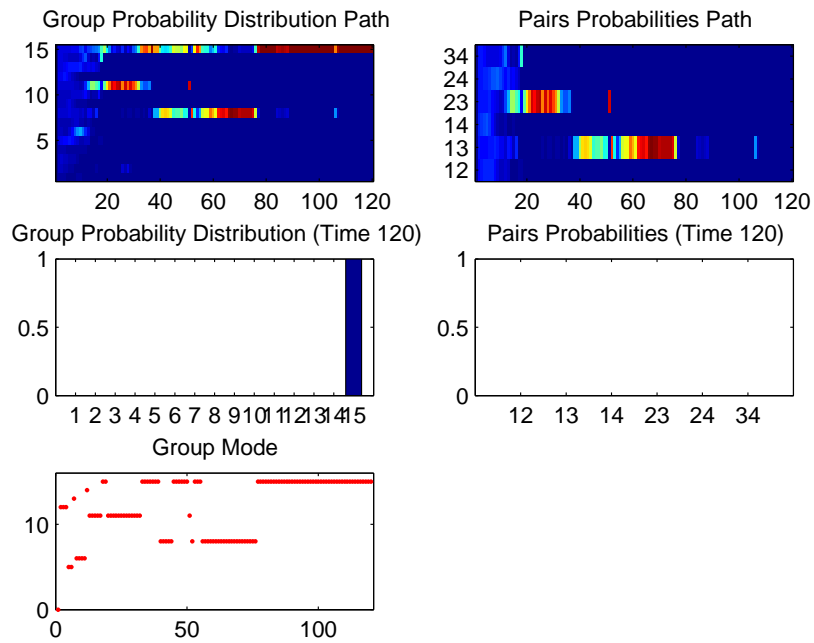 Group Probability Distribution Path
15
10
5
20 40 60 80 100 120
Pairs Probabilities Path
34
24
23
14
13
12
20 40 60 80 100 120
Group Probability Distribution (Time 120)
1
0.5
0
1 2 3 4 5 6 7 8 9 10 11 12 13 14 15
Pairs Probabilities (Time 120)
1
0.5
0
12 13 14 23 24 34
Group Mode
10
0
0 50 100